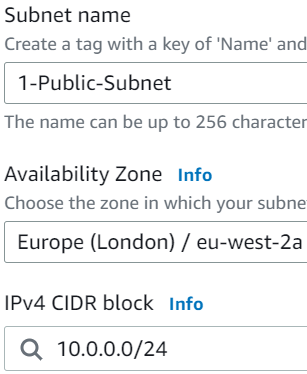 Subnet name
Create a tag with a key of 'Name' and
1-Public-Subnet
The name can be up to 256 character
Availability Zone Info
Choose the zone in which your subne
Europe (London) / eu-west-2a
IPv4 CIDR block Info
10.0.0.0/24